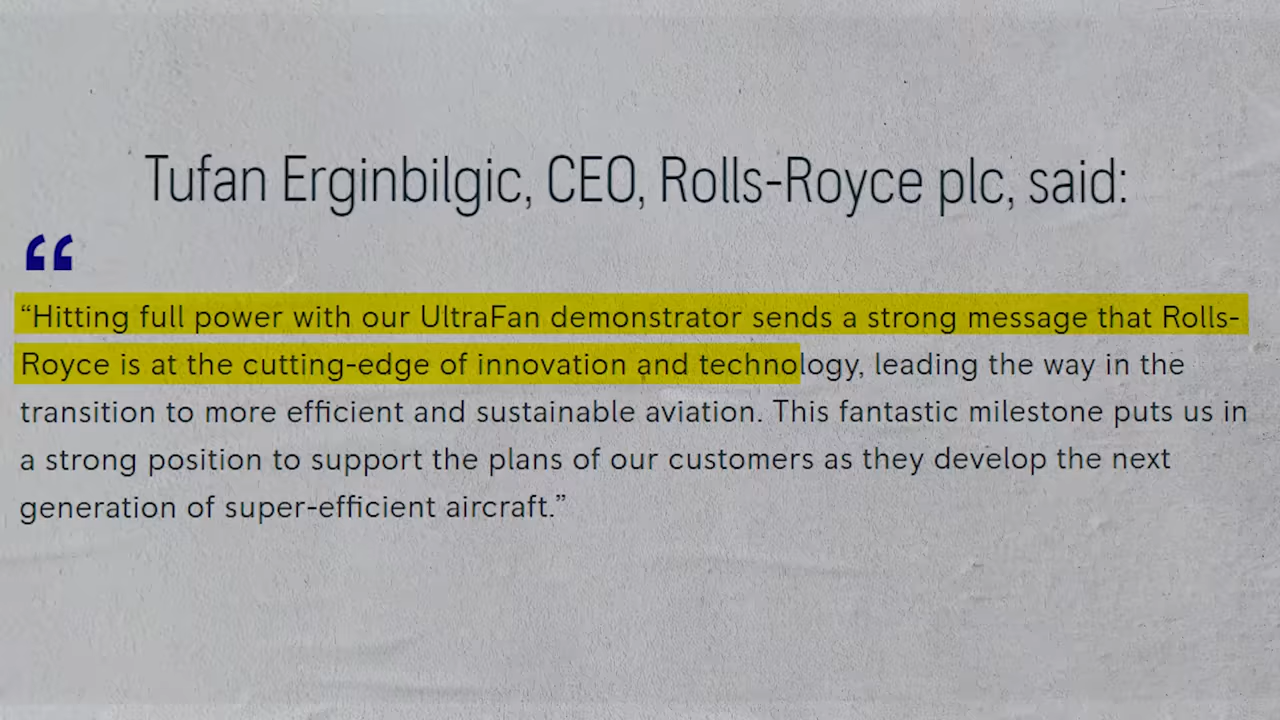 Tufan Erginbilgic, CEO, Rolls-Royce plc, said:
“
“Hitting full power with our UltraFan demonstrator sends a strong message that Rolls-
Royce is at the cutting-edge of innovation and technology, leading the way in the
transition to more efficient and sustainable aviation. This fantastic milestone puts us in
a strong position to support the plans of our customers as they develop the next
generation of super-efficient aircraft.”